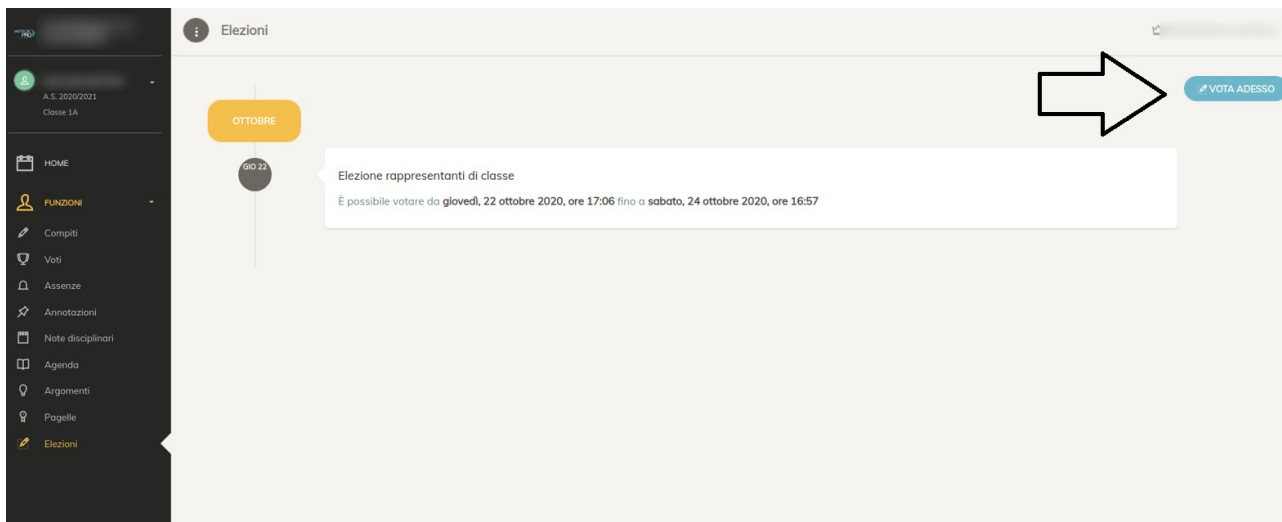 Elezioni
A.S. 2020/2021
Classe 1A
VOTA ADESSO
OTTOBRE
GIO 22
Elezione rappresentanti di classe
È possibile votare da giovedì, 22 ottobre 2020, ore 17:06 fino a sabato, 24 ottobre 2020, ore 16:57
HOME
FUNZIONI
Compiti
Voti
Assenze
Annotazioni
Note disciplinari
Agenda
Argomenti
Pagelle
Elezioni